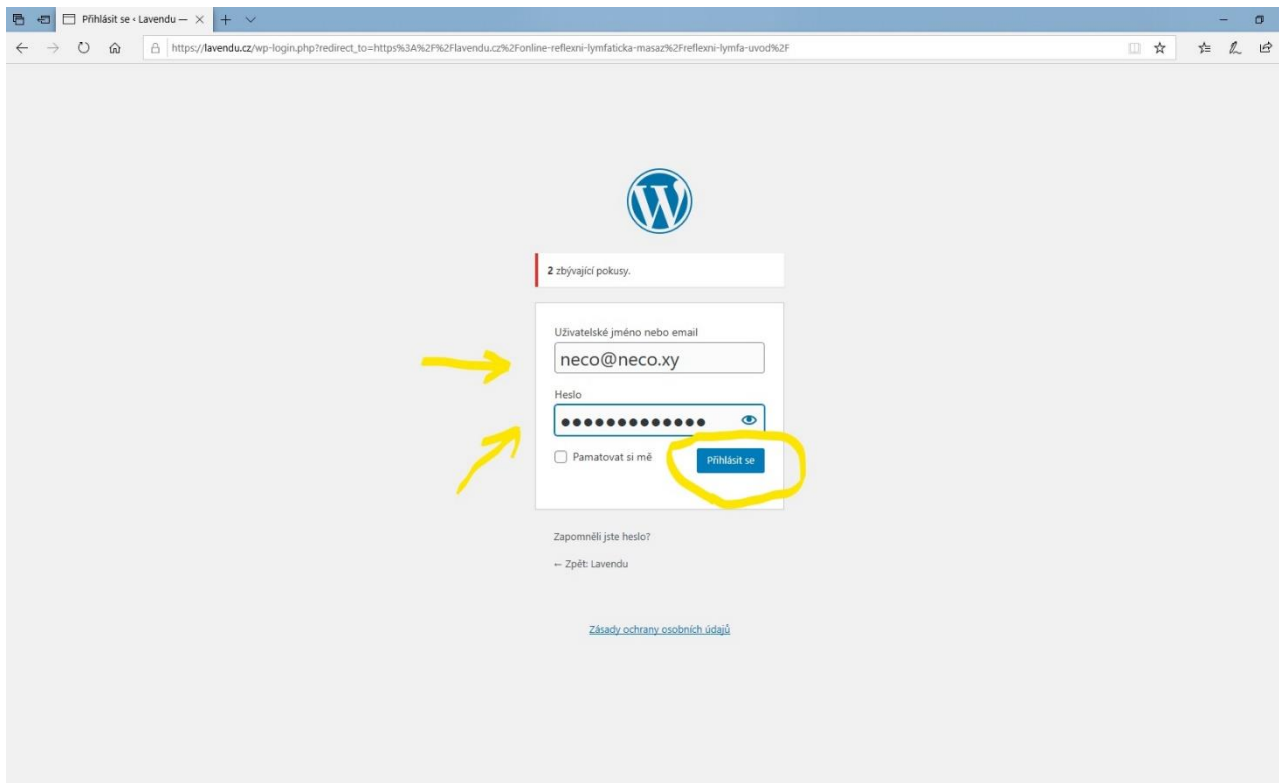 Přihlásit se ‹ Lavendu —
https://lavendu.cz/wp-login.php?redirect_to=https%3A%2F%2Flavendu.cz%2Fonline-reflexni-lymfaticka-masaz%2Freflexni-lymfa-uvod%2F
2 zbývající pokusy.
Uživatelské jméno nebo email
neco@neco.xy
Heslo
●●●●●●●●●●●●●
Pamatovat si mě
Přihlásit se
Zapomněli jste heslo?
← Zpět: Lavendu
Zásady ochrany osobních údajů